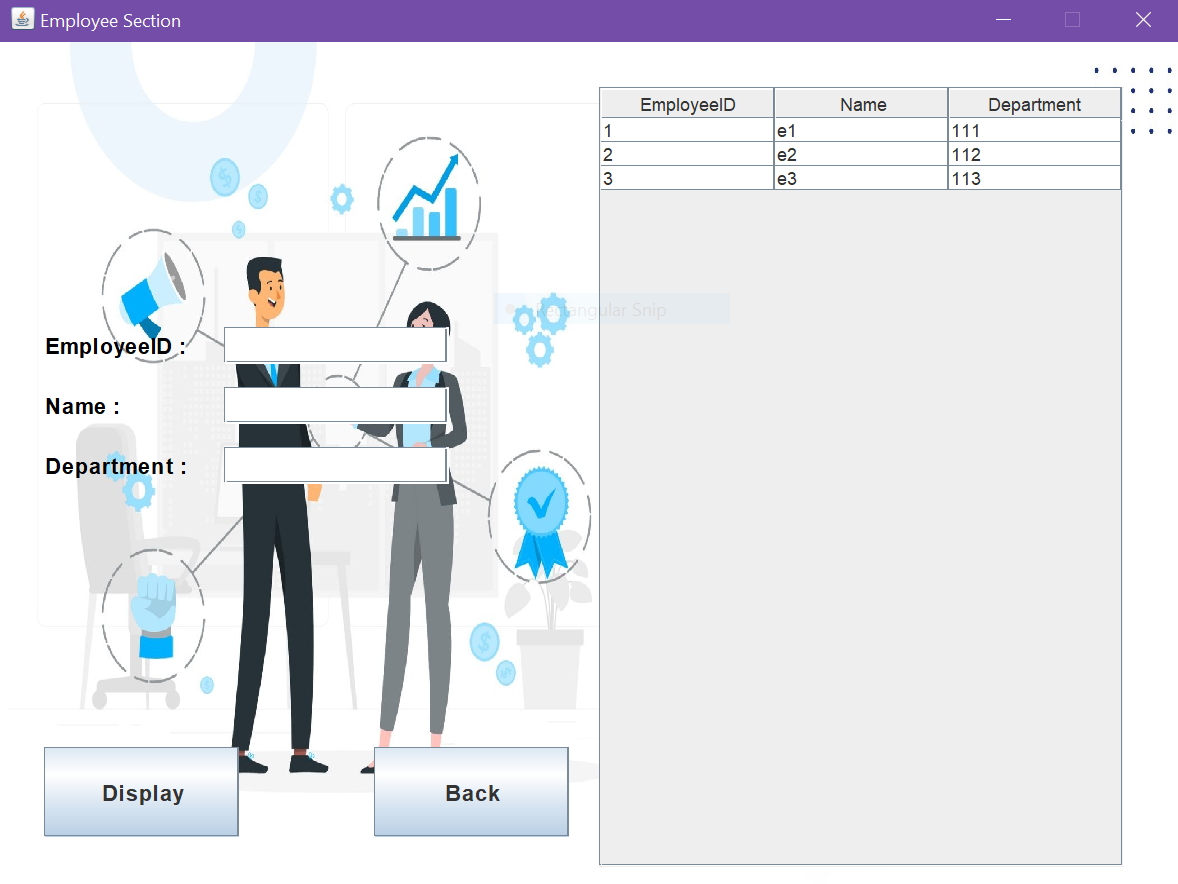 Employee Section
EmployeeID Name Department
1 e1 111
2 e2 112
3 e3 113
Rectangular Snip
EmployeeID :
Name :
Department :
Display Back